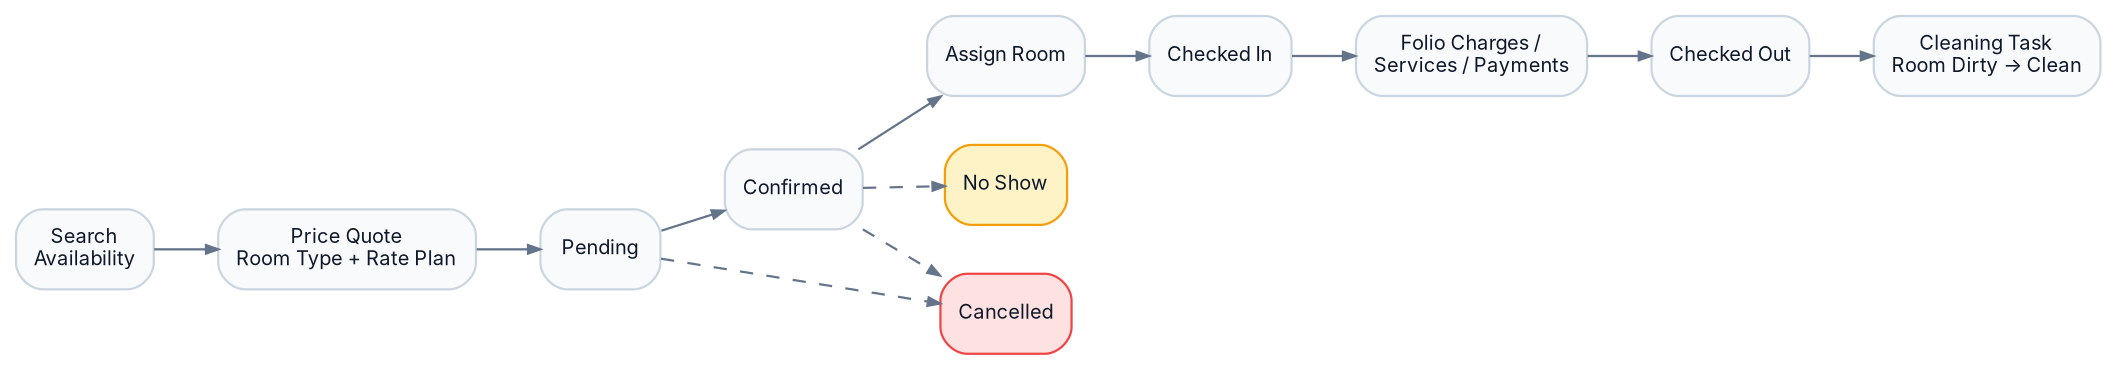 Search
Availability
Price Quote
Room Type + Rate Plan
Pending
Confirmed
Assign Room
Checked In
Folio Charges /
Services / Payments
Checked Out
Cleaning Task
Room Dirty → Clean
No Show
Cancelled